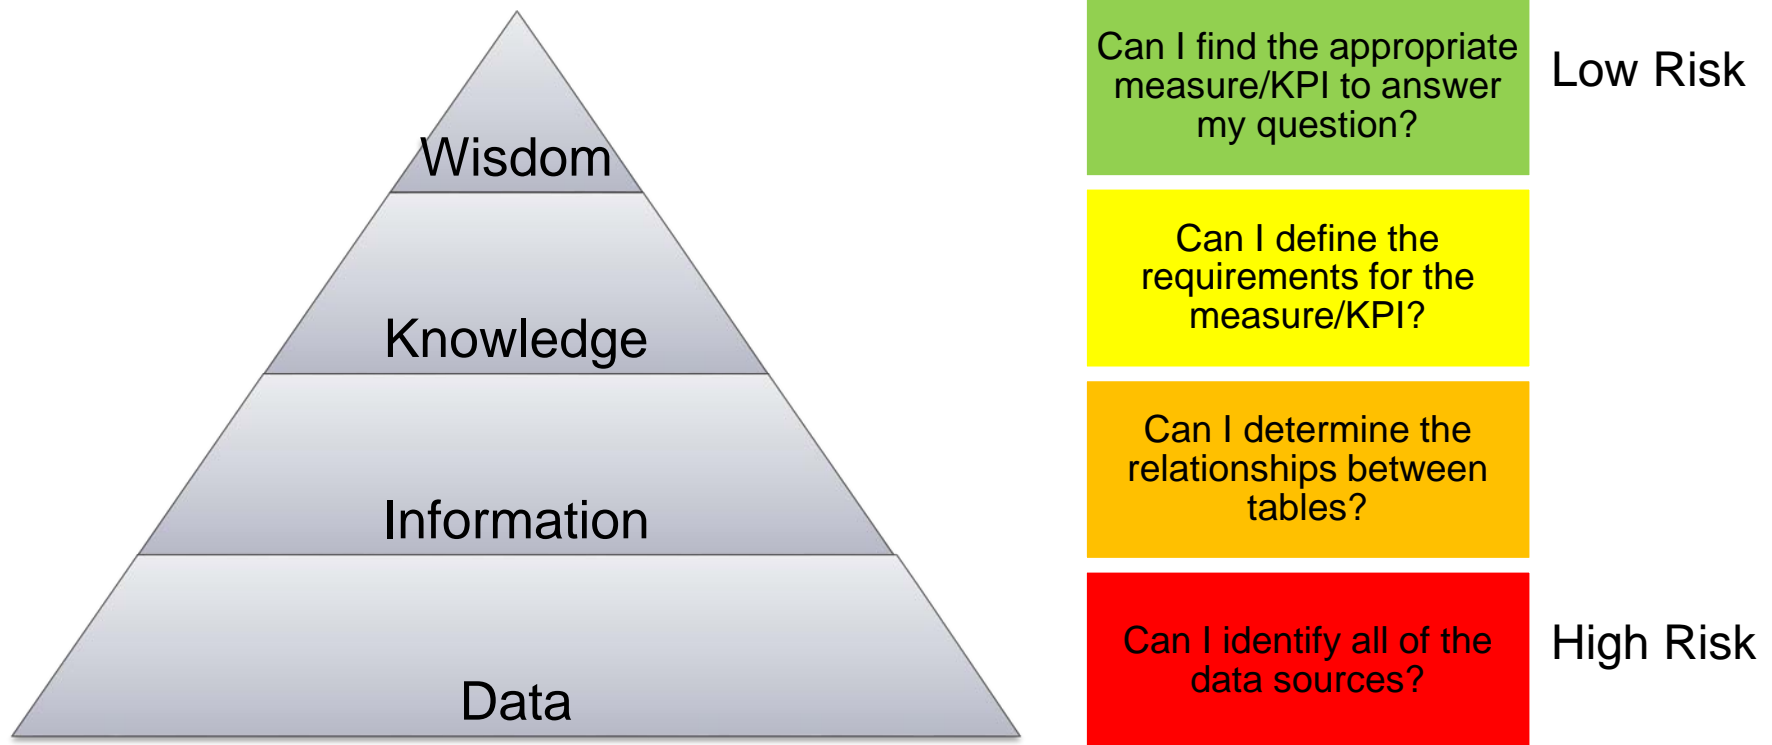 Wisdom
Knowledge
Information
Data
Can I find the appropriate
measure/KPI to answer
my question?
Low Risk
Can I define the
requirements for the
measure/KPI?
Can I determine the
relationships between
tables?
Can I identify all of the
data sources?
High Risk